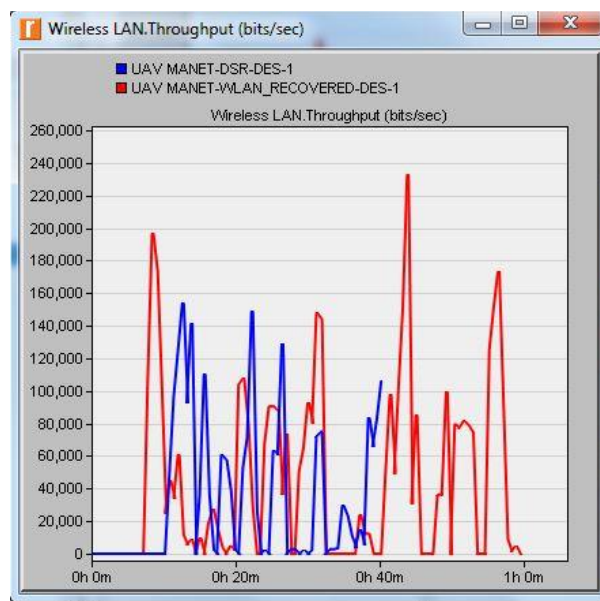 Wireless LAN.Throughput (bits/sec)
UAV MANET-DSR-DES-1
UAV MANET-WLAN_RECOVERED-DES-1
Wireless LAN.Throughput (bits/sec)
260,000
240,000
220,000
200,000
180,000
160,000
140,000
120,000
100,000
80,000
60,000
40,000
20,000
0
0h 0m 0h 20m 0h 40m 1h 0m